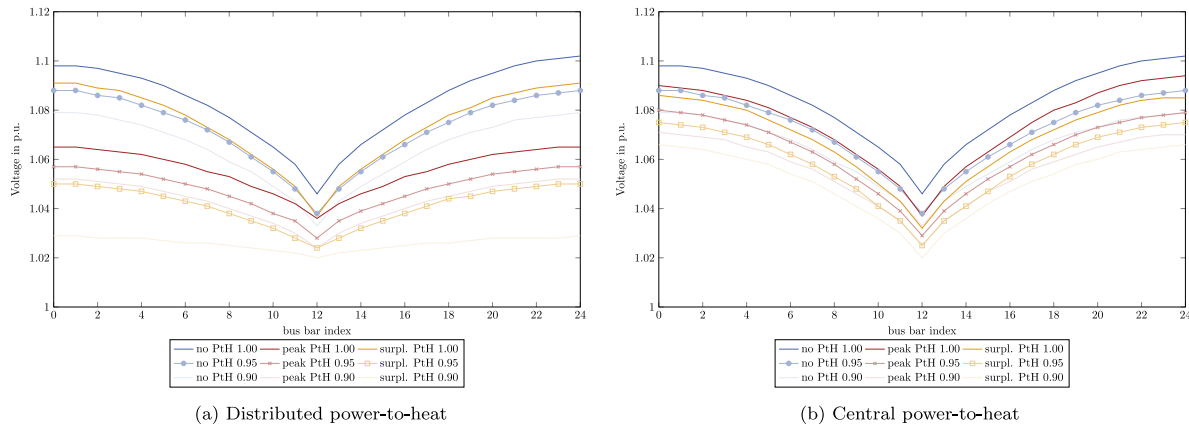 1.12
1.1
1.08
1.06
1.04
1.02
1
Voltage in p.u.
0 2 4 6 8 10 12 14 16 18 20 22 24
bus bar index
no PtH 1.00 peak PtH 1.00 surpl. PtH 1.00
no PtH 0.95 peak PtH 0.95 surpl. PtH 0.95
no PtH 0.90 peak PtH 0.90 surpl. PtH 0.90
(a) Distributed power-to-heat
1.12
1.1
1.08
1.06
1.04
1.02
1
Voltage in p.u.
0 2 4 6 8 10 12 14 16 18 20 22 24
bus bar index
no PtH 1.00 peak PtH 1.00 surpl. PtH 1.00
no PtH 0.95 peak PtH 0.95 surpl. PtH 0.95
no PtH 0.90 peak PtH 0.90 surpl. PtH 0.90
(b) Central power-to-heat